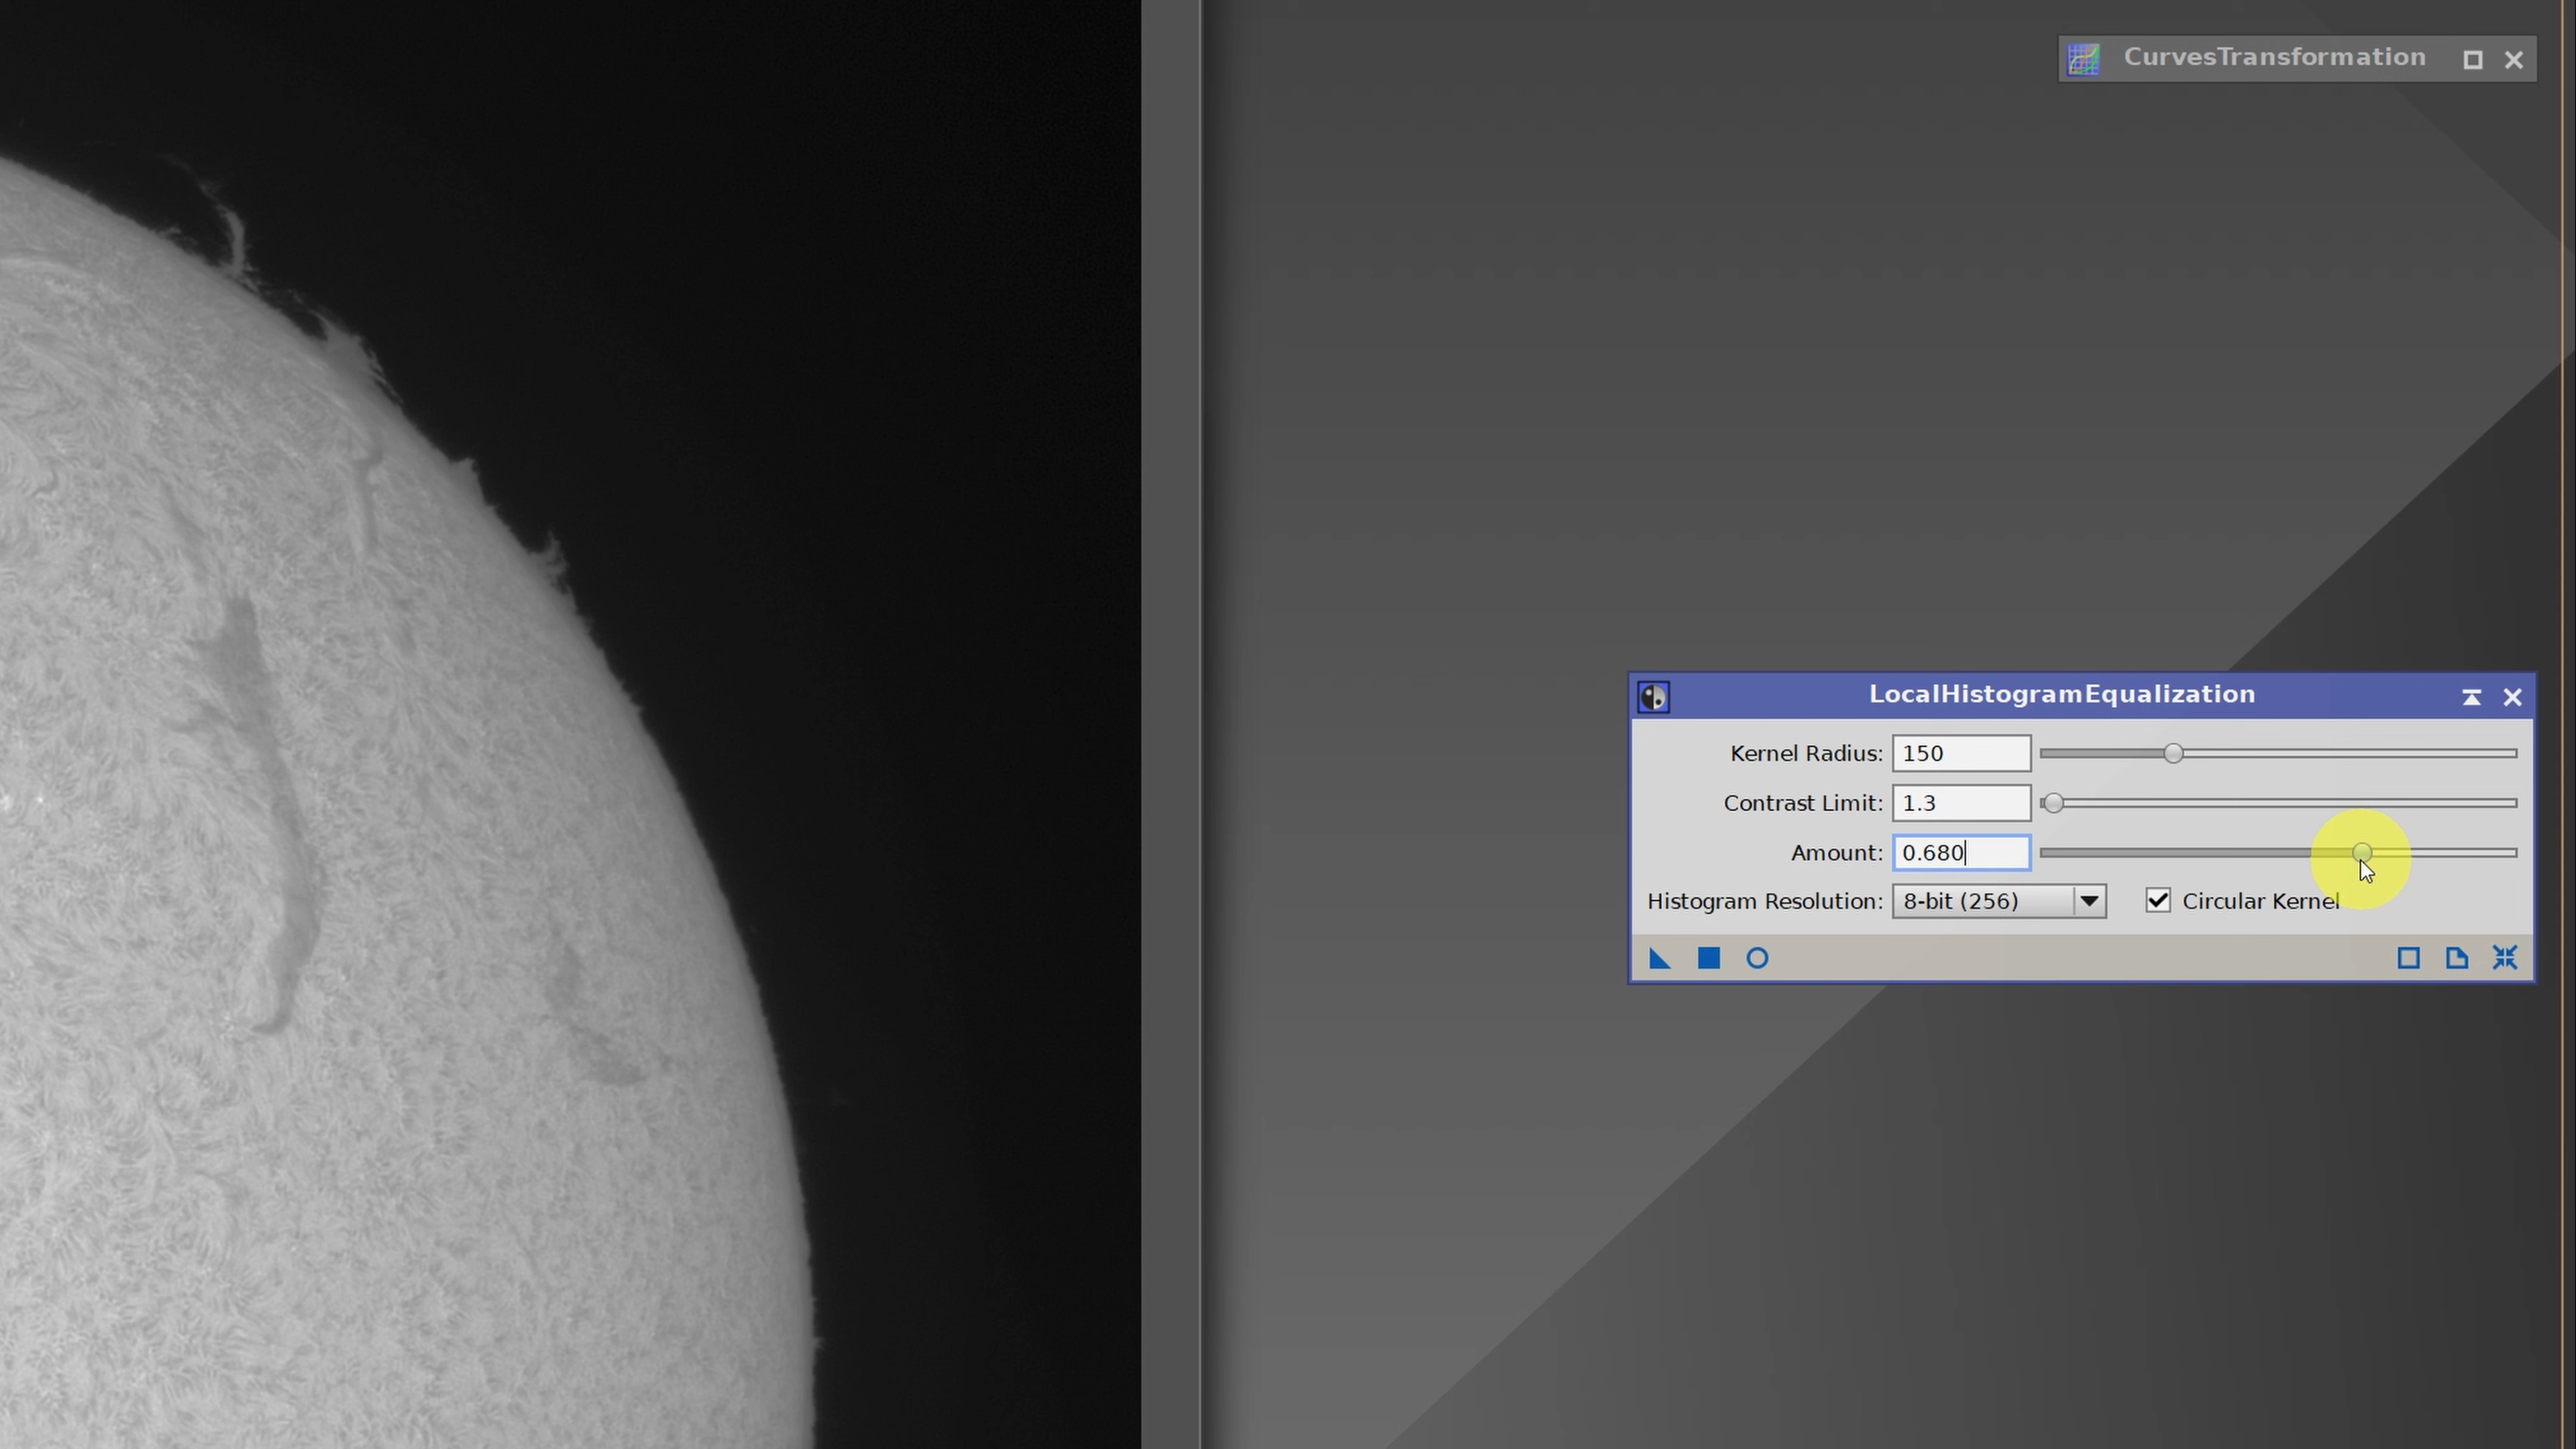 CurvesTransformation
LocalHistogramEqualization
Kernel Radius: 150
Contrast Limit: 1.3
Amount: 0.680
Histogram Resolution: 8-bit (256) Circular Kernel